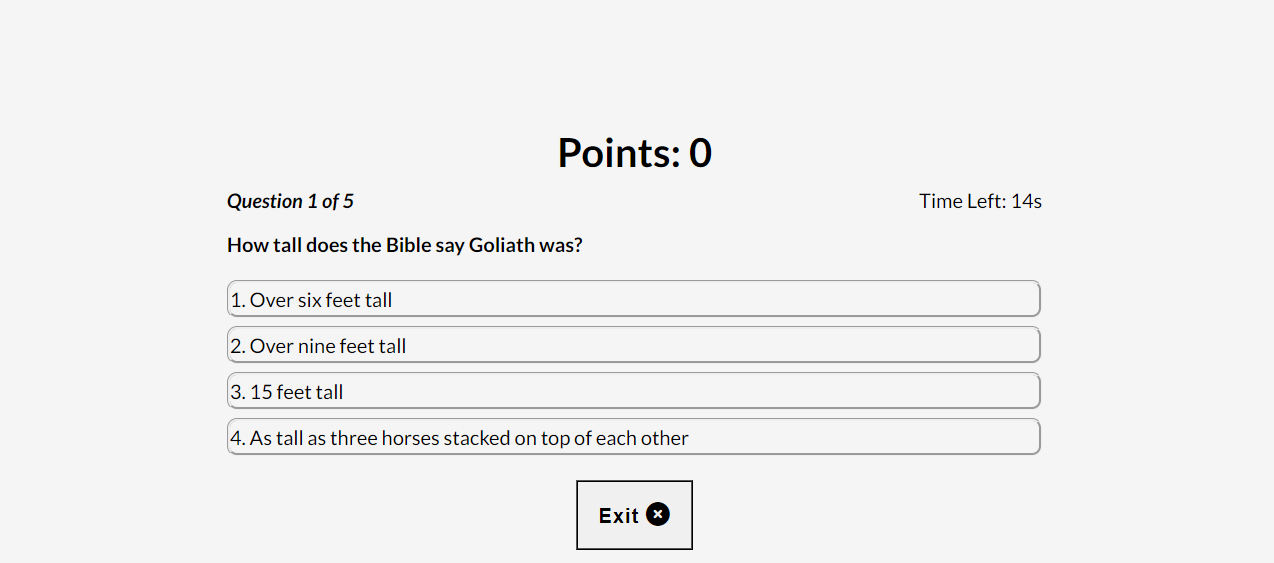 Points: 0
Question 1 of 5
Time Left: 14s
How tall does the Bible say Goliath was?
1. Over six feet tall
2. Over nine feet tall
3. 15 feet tall
4. As tall as three horses stacked on top of each other
Exit